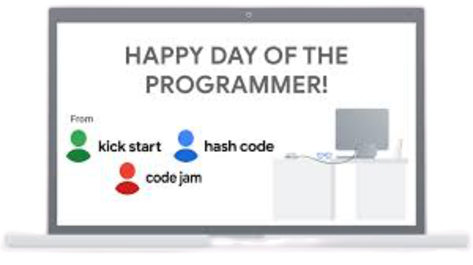 HAPPY DAY OF THE
PROGRAMMER!
From
kick start hash code
code jam